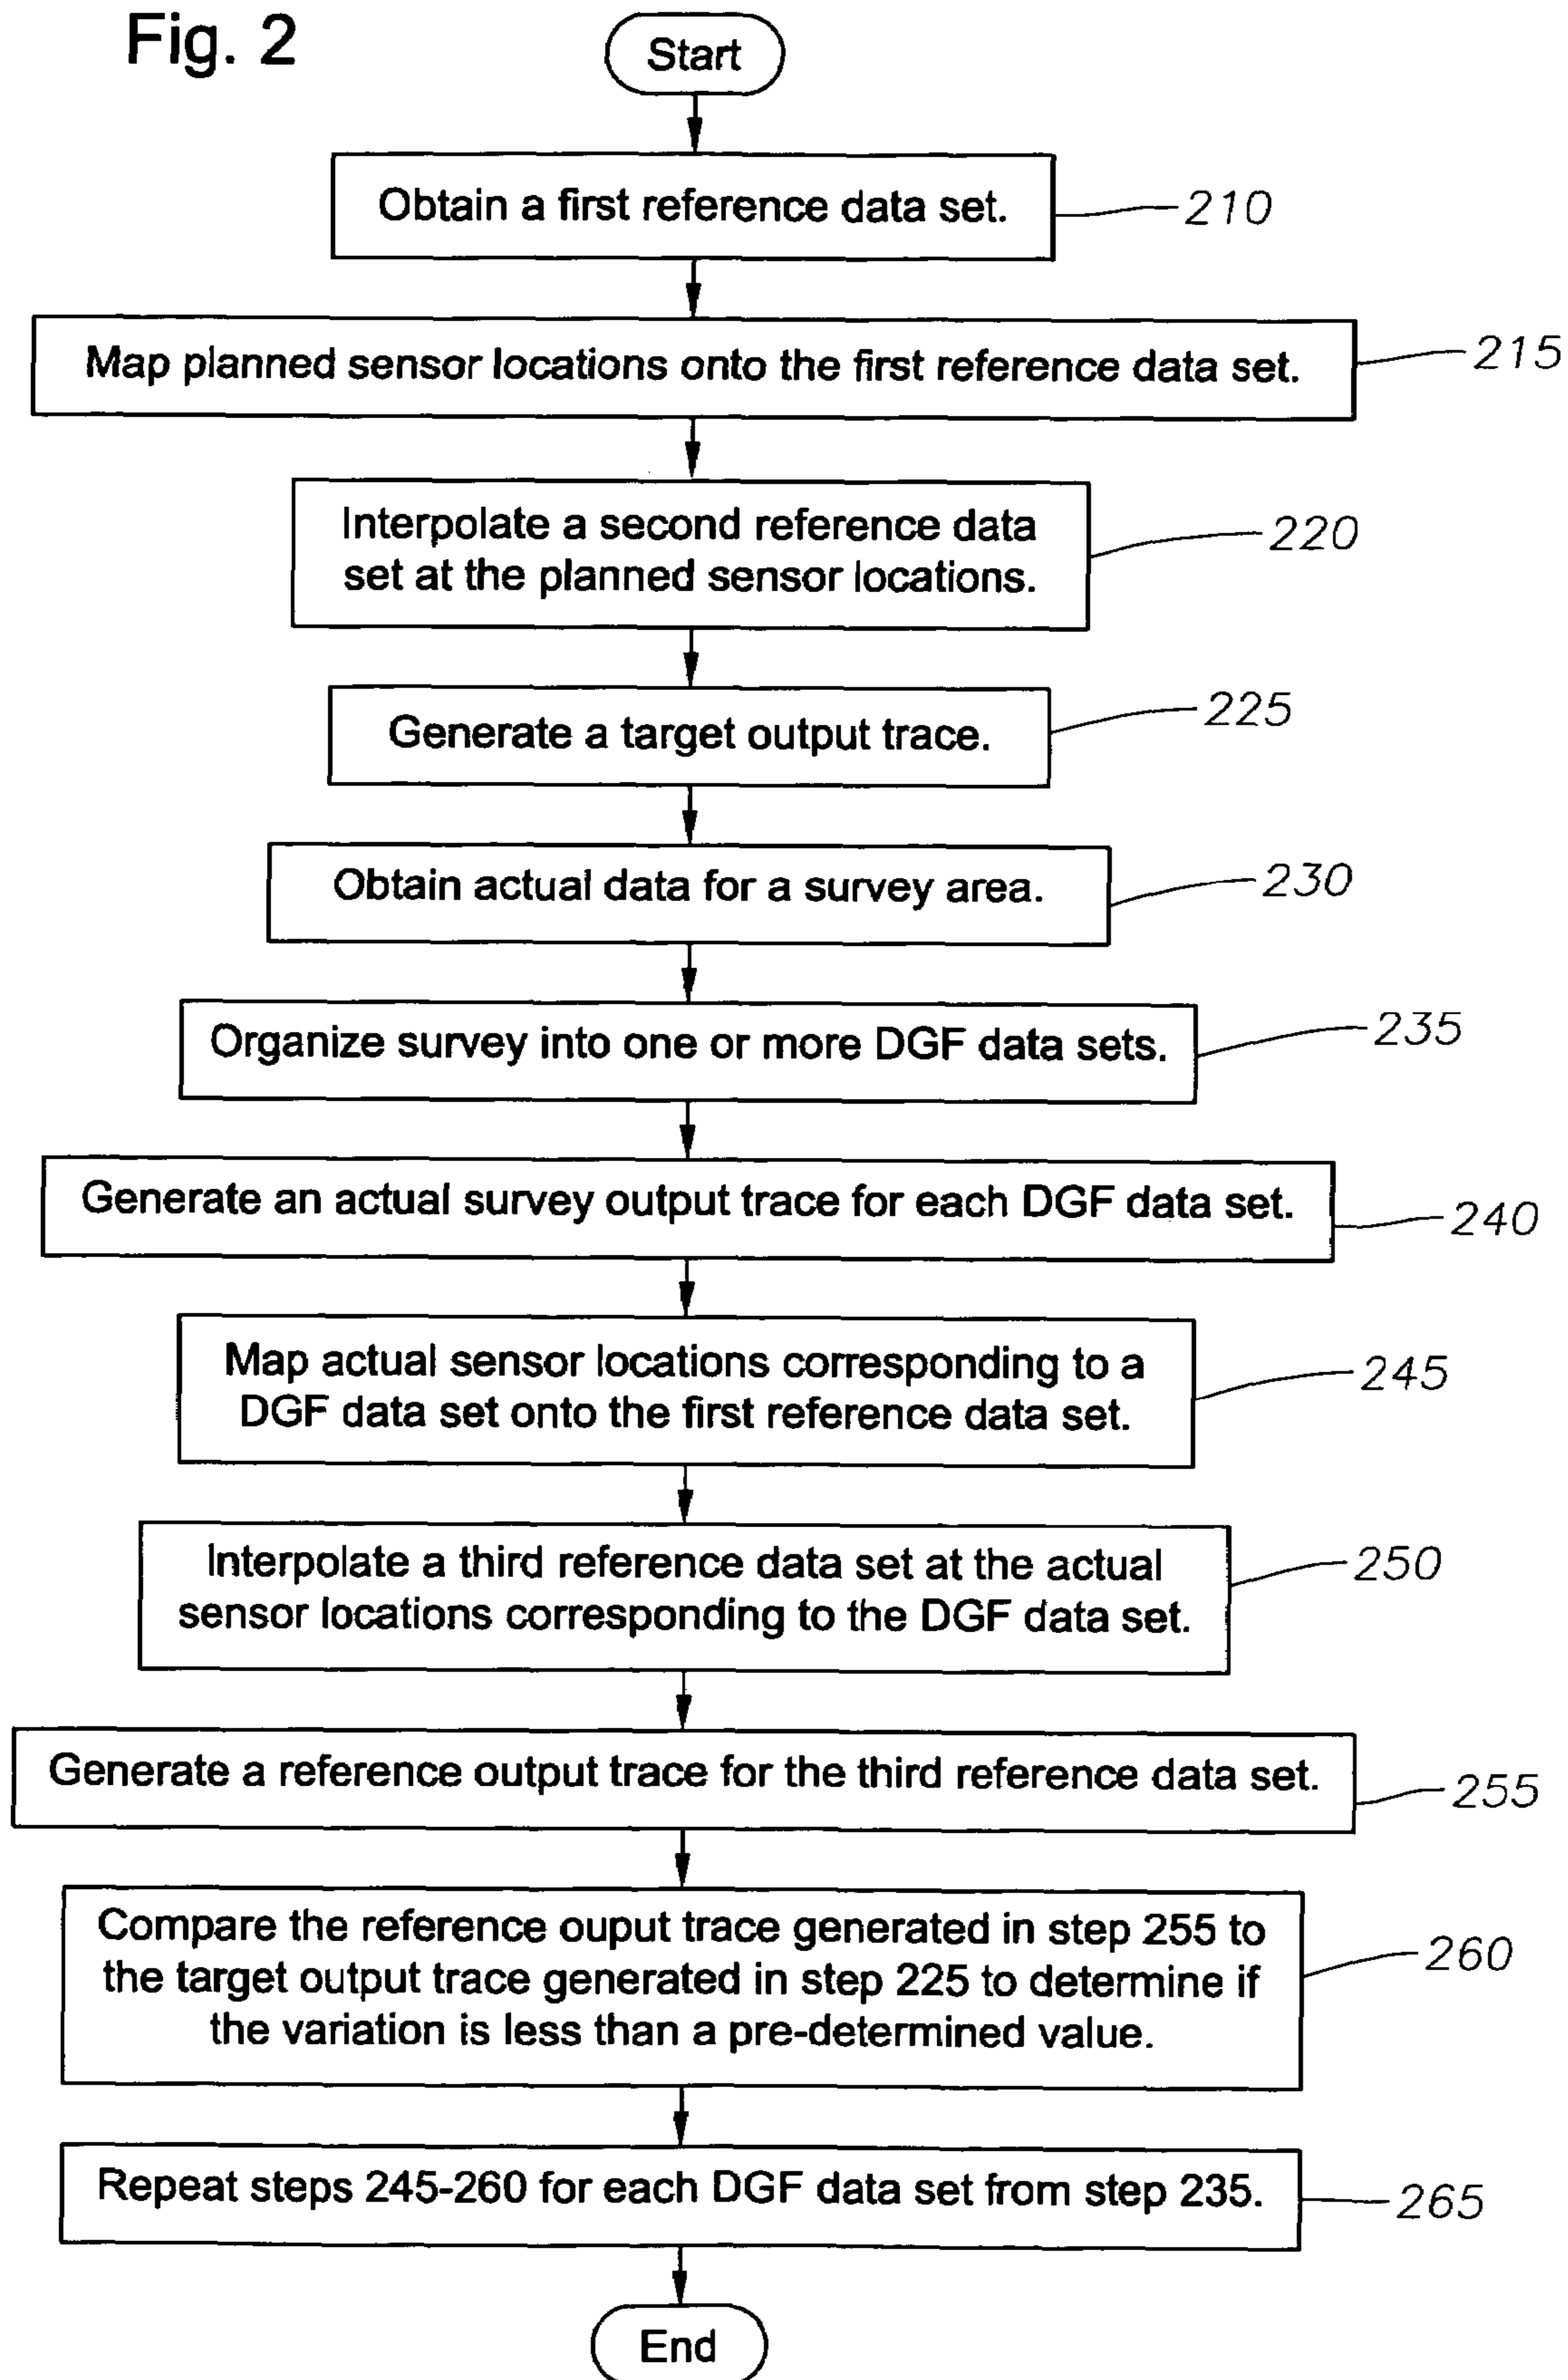 Fig. 2
Start
Obtain a first reference data set.
210
Map planned sensor locations onto the first reference data set.
215
Interpolate a second reference data
set at the planned sensor locations.
220
Generate a target output trace.
225
Obtain actual data for a survey area.
230
Organize survey into one or more DGF data sets.
235
Generate an actual survey output trace for each DGF data set.
240
Map actual sensor locations corresponding to a
DGF data set onto the first reference data set.
245
Interpolate a third reference data set at the actual
sensor locations corresponding to the DGF data set.
250
Generate a reference output trace for the third reference data set.
255
Compare the reference ouput trace generated in step 255 to
the target output trace generated in step 225 to determine if
the variation is less than a pre-determined value.
260
Repeat steps 245-260 for each DGF data set from step 235.
265
End